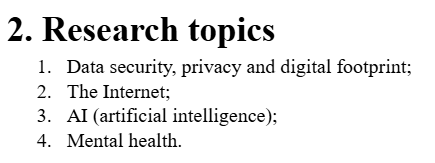 2. Research topics
1. Data security, privacy and digital footprint;
2. The Internet;
3. AI (artificial intelligence);
4. Mental health.